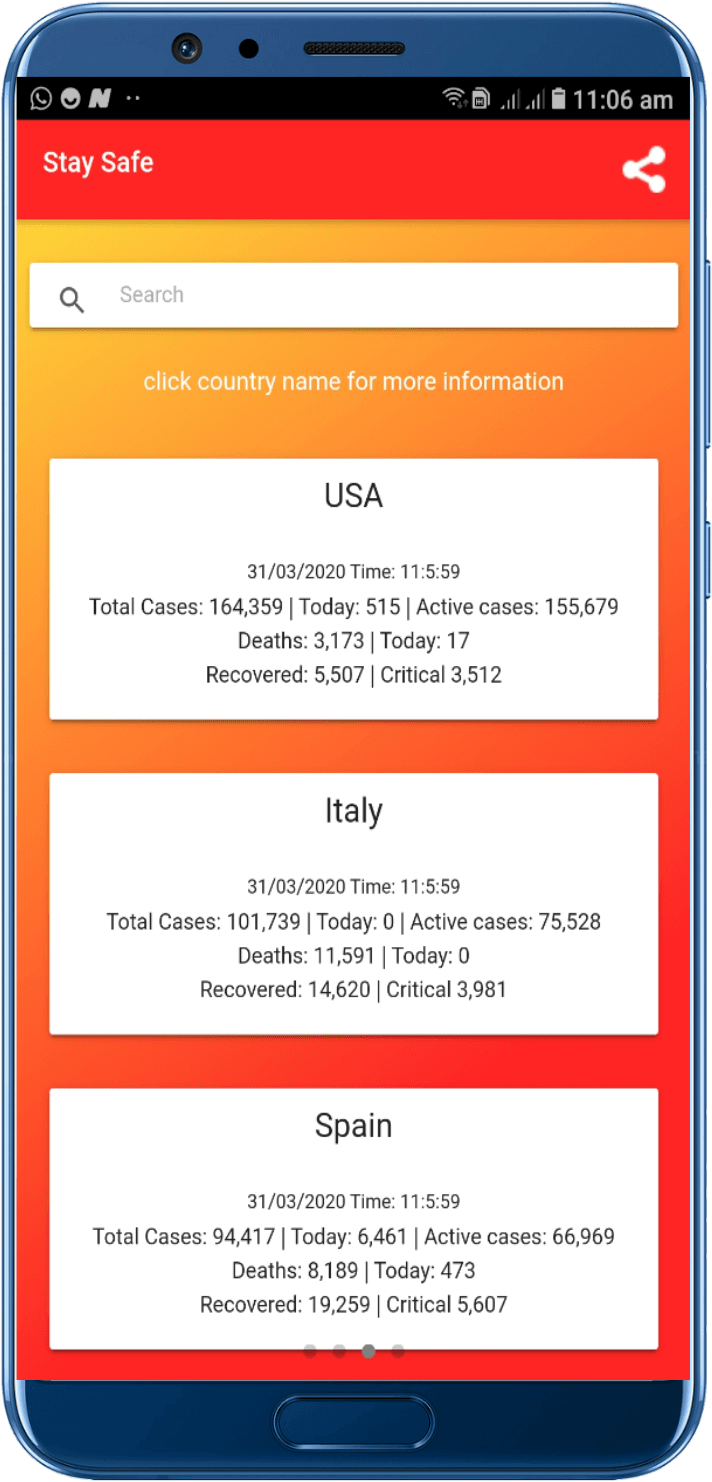 11:06 am
Stay Safe
Search
click country name for more information
USA
31/03/2020 Time: 11:5:59
Total Cases: 164,359 | Today: 515 | Active cases: 155,679
Deaths: 3,173 | Today: 17
Recovered: 5,507 | Critical 3,512
Italy
31/03/2020 Time: 11:5:59
Total Cases: 101,739 | Today: 0 | Active cases: 75,528
Deaths: 11,591 | Today: 0
Recovered: 14,620 | Critical 3,981
Spain
31/03/2020 Time: 11:5:59
Total Cases: 94,417 | Today: 6,461 | Active cases: 66,969
Deaths: 8,189 | Today: 473
Recovered: 19,259 | Critical 5,607